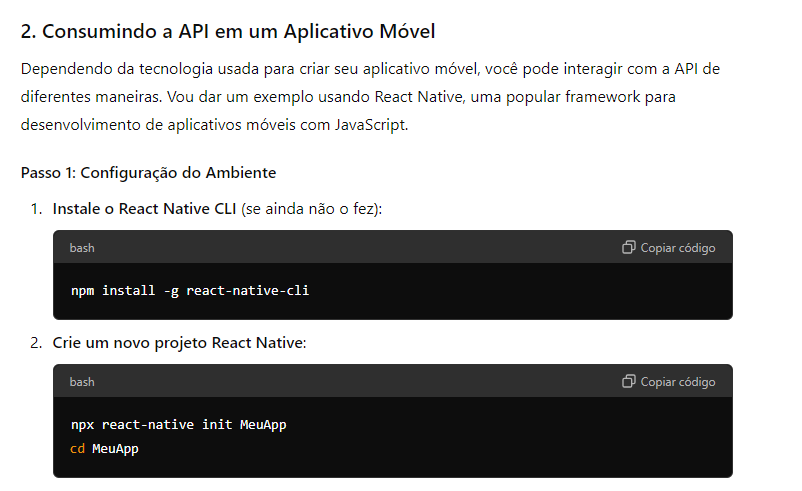 2. Consumindo a API em um Aplicativo Móvel
Dependendo da tecnologia usada para criar seu aplicativo móvel, você pode interagir com a API de
diferentes maneiras. Vou dar um exemplo usando React Native, uma popular framework para
desenvolvimento de aplicativos móveis com JavaScript.
Passo 1: Configuração do Ambiente
1. Instale o React Native CLI (se ainda não o fez):
bash Copiar código
npm install -g react-native-cli
2. Crie um novo projeto React Native:
bash Copiar código
npx react-native init MeuApp
cd MeuApp